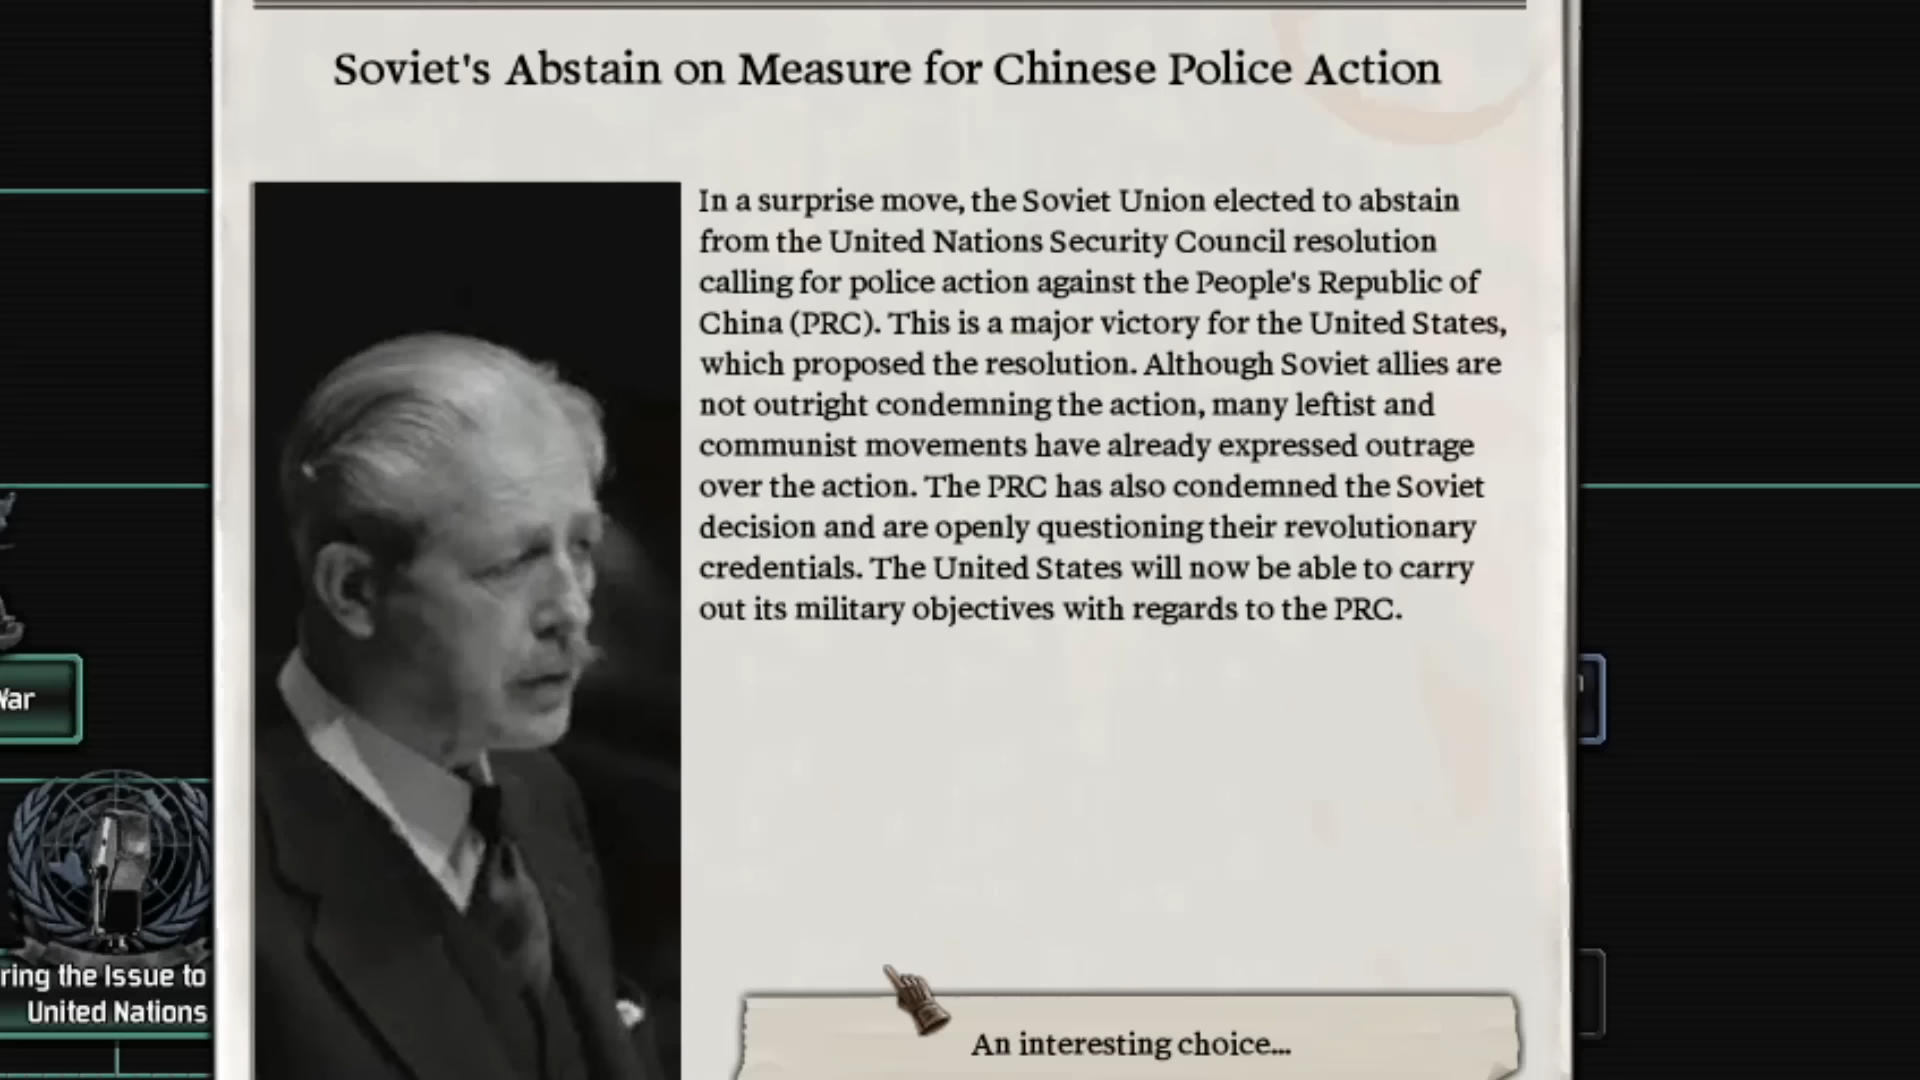 Soviet's Abstain on Measure for Chinese Police Action
In a surprise move, the Soviet Union elected to abstain
from the United Nations Security Council resolution
calling for police action against the People's Republic of
China (PRC). This is a major victory for the United States,
which proposed the resolution. Although Soviet allies are
not outright condemning the action, many leftist and
communist movements have already expressed outrage
over the action. The PRC has also condemned the Soviet
decision and are openly questioning their revolutionary
credentials. The United States will now be able to carry
out its military objectives with regards to the PRC.
War
ring the Issue to
United Nations
An interesting choice...